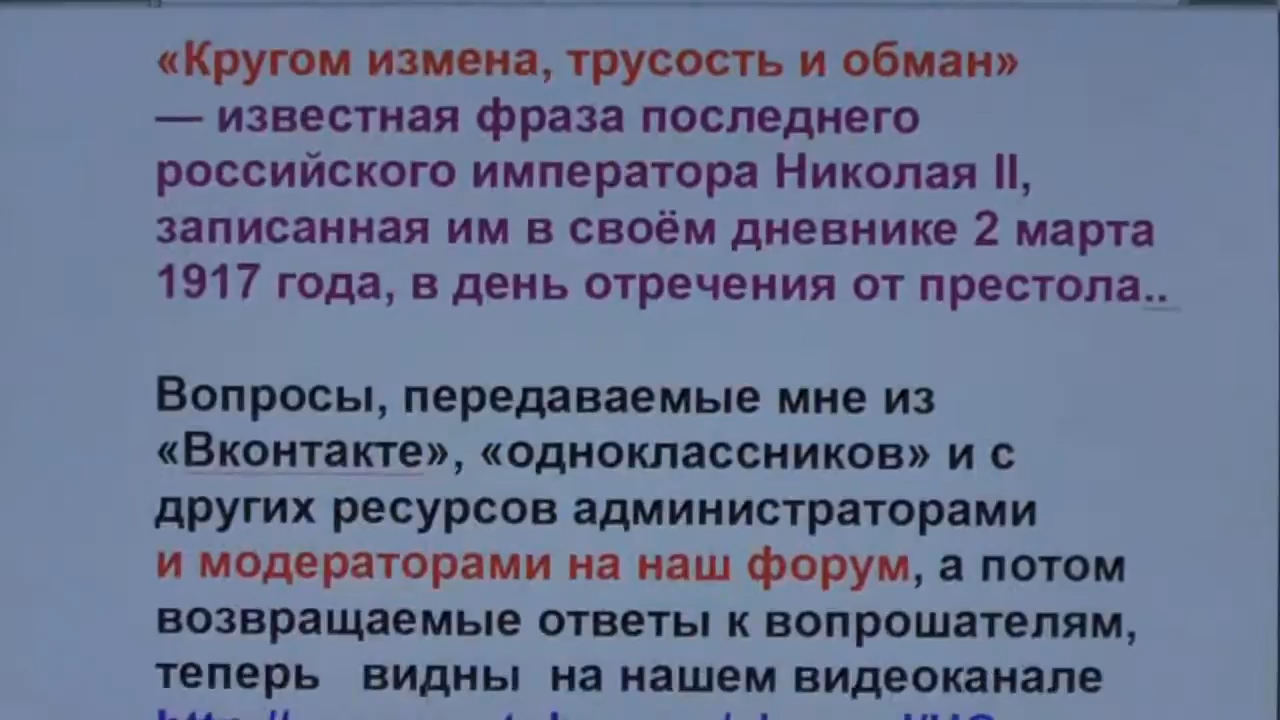 «Кругом измена, трусость и обман»
— известная фраза последнего
российского императора Николая II,
записанная им в своём дневнике 2 марта
1917 года, в день отречения от престола..
Вопросы, передаваемые мне из
«Вконтакте», «одноклассников» и с
других ресурсов администраторами
и модераторами на наш форум, а потом
возвращаемые ответы к вопрошателям,
теперь видны на нашем видеоканале